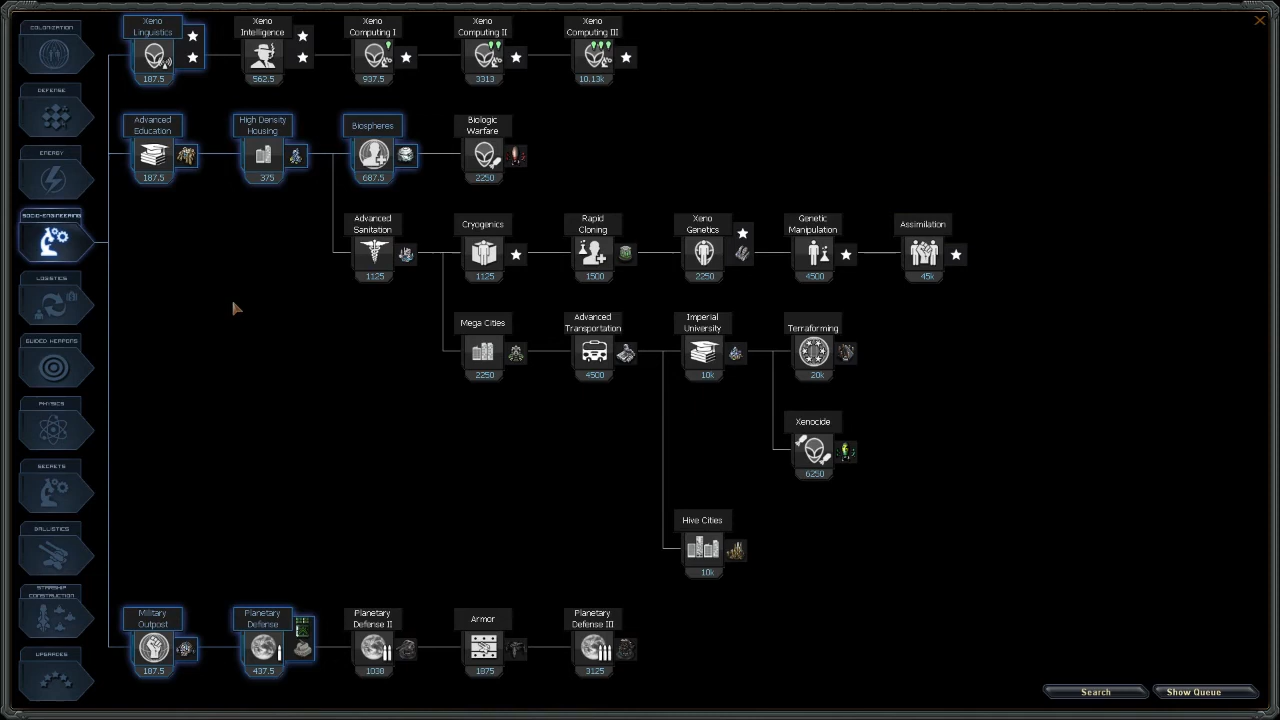 COLONIZATION
DEFENSE
ENERGY
SOCIO-ENGINEERING
LOGISTICS
GUIDED WEAPONS
PHYSICS
SECRETS
BALLISTICS
STARSHIP
CONSTRUCTION
UPGRADES
Xeno
Linguistics
187.5
Xeno
Intelligence
562.5
Xeno
Computing I
937.5
Xeno
Computing II
3313
Xeno
Computing III
10.13k
Advanced
Education
187.5
High Density
Housing
375
Biospheres
687.5
Biologic
Warfare
2250
Advanced
Sanitation
1125
Cryogenics
1125
Rapid
Cloning
1500
Xeno
Genetics
2250
Genetic
Manipulation
4500
Assimilation
45k
Mega Cities
2250
Advanced
Transportation
4500
Imperial
University
10k
Terraforming
20k
Xenocide
6250
Hive Cities
10k
Military
Outpost
187.5
Planetary
Defense
437.5
Planetary
Defense II
1038
Armor
1875
Planetary
Defense III
3125
Search
Show Queue